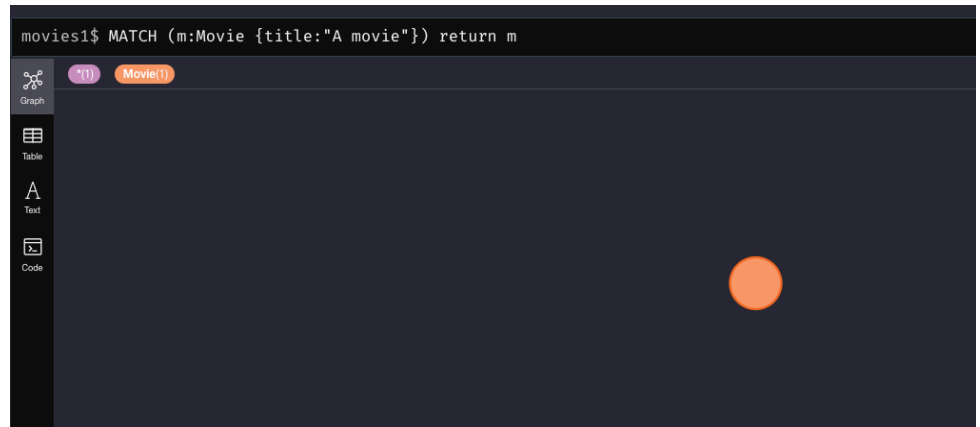 movies1$ MATCH (m:Movie {title:"A movie"}) return m
*(1) Movie(1)
Graph
Table
A
Text
>_
Code